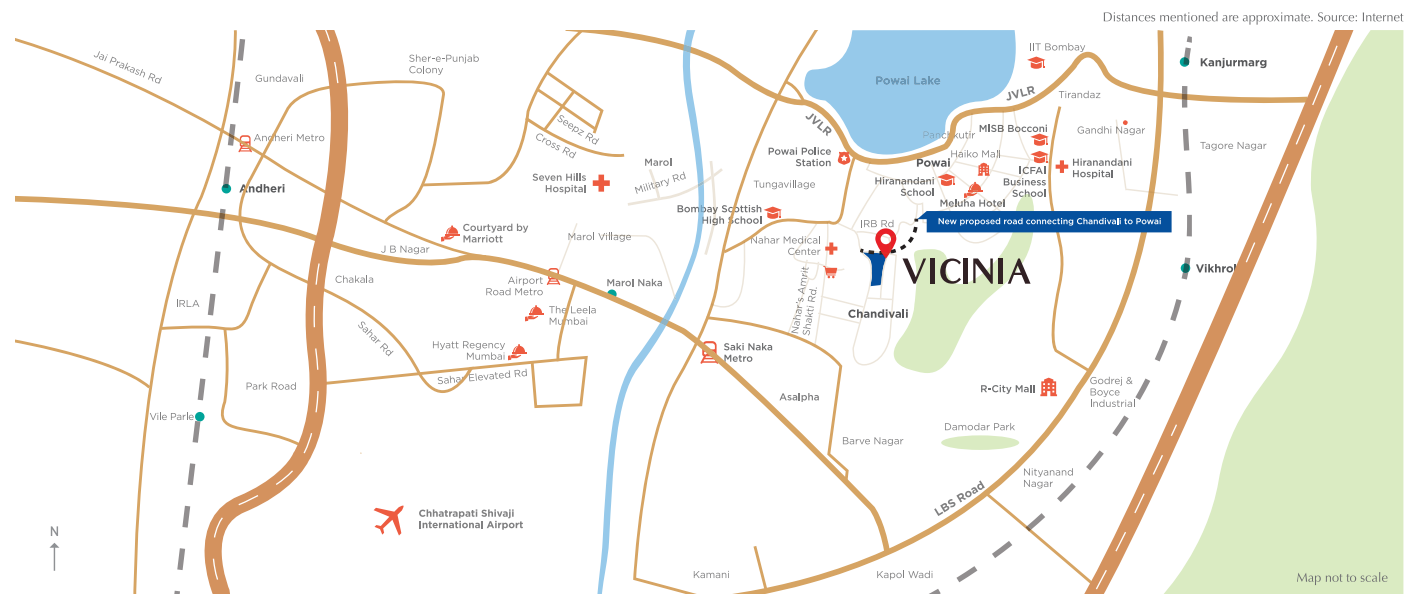 Distances mentioned are approximate. Source: Internet
Jai Prakash Rd
Gundavali
Sher-e-Punjab
Colony
IIT Bombay
Kanjurmarg
Powai Lake
JVLR
Tirandaz
Seepz Rd
Cross Rd
JVLR
Panchkutir
MISB Bocconi
Gandhi Nagar
Andheri Metro
Tagore Nagar
Powai Police
Station
Powai
Haiko Mall
Hiranandani
Hospital
Marol
Military Rd
Seven Hills
Hospital
Tungavillage
Hiranandani
School
ICFAI
Business
School
Andheri
Meluha Hotel
Bombay Scottish
High School
IRB Rd
New proposed road connecting Chandivali to Powai
Courtyard by
Marriott
J B Nagar
Marol Village
Nahar Medical
Center
VICINIA
Vikhrol
Chakala
Airport
Road Metro
Marol Naka
Nahar's Amrit
Shakti Rd.
IRLA
The Leela
Mumbai
Chandivali
Sahar Rd
Hyatt Regency
Mumbai
Saki Naka
Metro
Sahar Elevated Rd
Park Road
R-City Mall
Godrej &
Boyce
Industrial
Asalpha
Vile Parle
Damodar Park
Barve Nagar
Nityanand
Nagar
LBS Road
Chhatrapati Shivaji
International Airport
N
Kamani
Kapol Wadi
Map not to scale